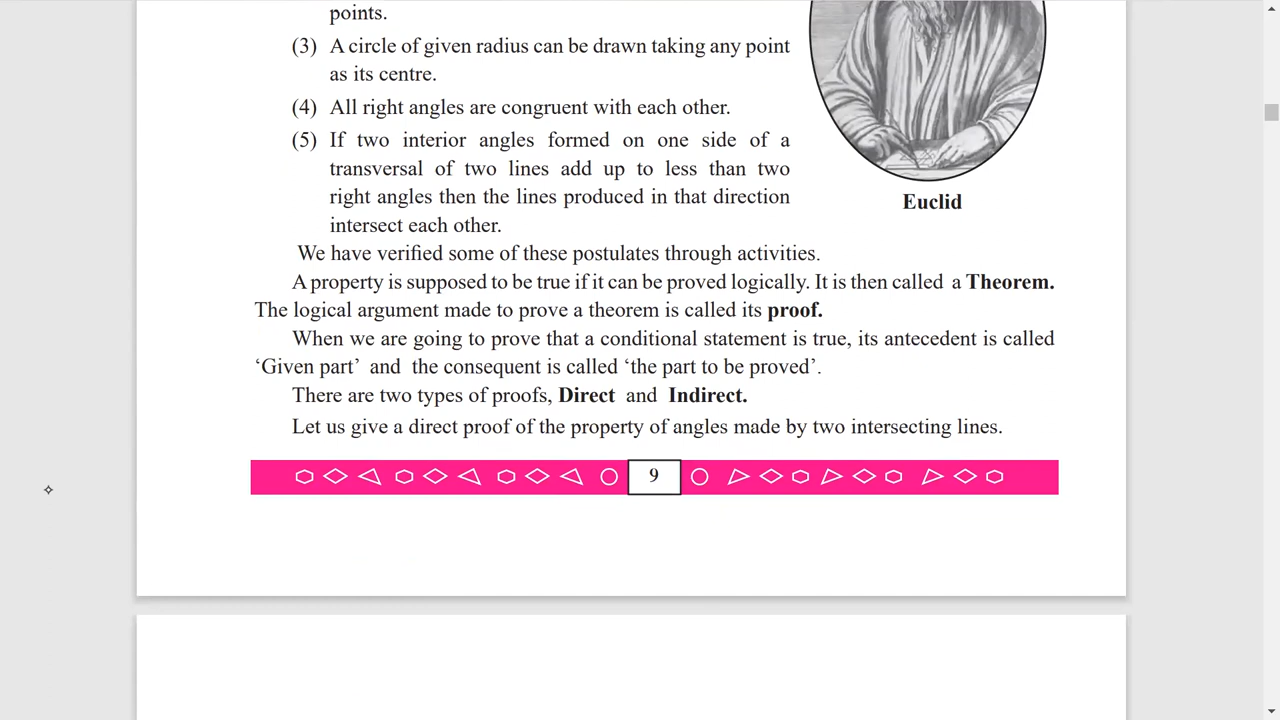 points.
(3) A circle of given radius can be drawn taking any point
as its centre.
(4) All right angles are congruent with each other.
(5) If two interior angles formed on one side of a
transversal of two lines add up to less than two
right angles then the lines produced in that direction
intersect each other.
Euclid
We have verified some of these postulates through activities.
A property is supposed to be true if it can be proved logically. It is then called a Theorem.
The logical argument made to prove a theorem is called its proof.
When we are going to prove that a conditional statement is true, its antecedent is called
‘Given part’ and the consequent is called ‘the part to be proved’.
There are two types of proofs, Direct and Indirect.
Let us give a direct proof of the property of angles made by two intersecting lines.
9